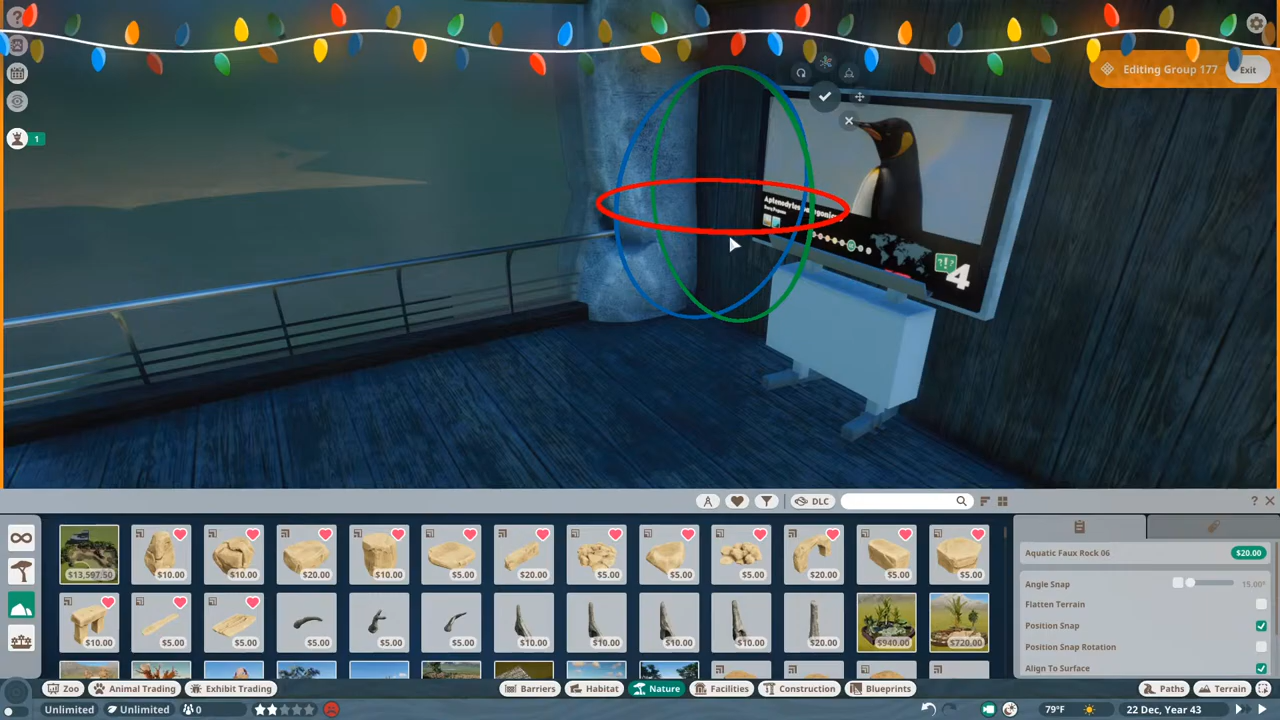 Editing Group 177
Exit
1
4
DLC
$13,597.50
$10.00
$10.00
$20.00
$10.00
$5.00
$20.00
$5.00
$5.00
$5.00
$20.00
$5.00
$5.00
$10.00
$5.00
$5.00
$5.00
$5.00
$5.00
$10.00
$10.00
$10.00
$10.00
$20.00
$940.00
$720.00
Aquatic Faux Rock 06
$20.00
Angle Snap
15.00°
Flatten Terrain
Position Snap
Position Snap Rotation
Align To Surface
Zoo
Animal Trading
Exhibit Trading
Barriers
Habitat
Nature
Facilities
Construction
Blueprints
Paths
Terrain
Unlimited
Unlimited
0
79°F
22 Dec, Year 43